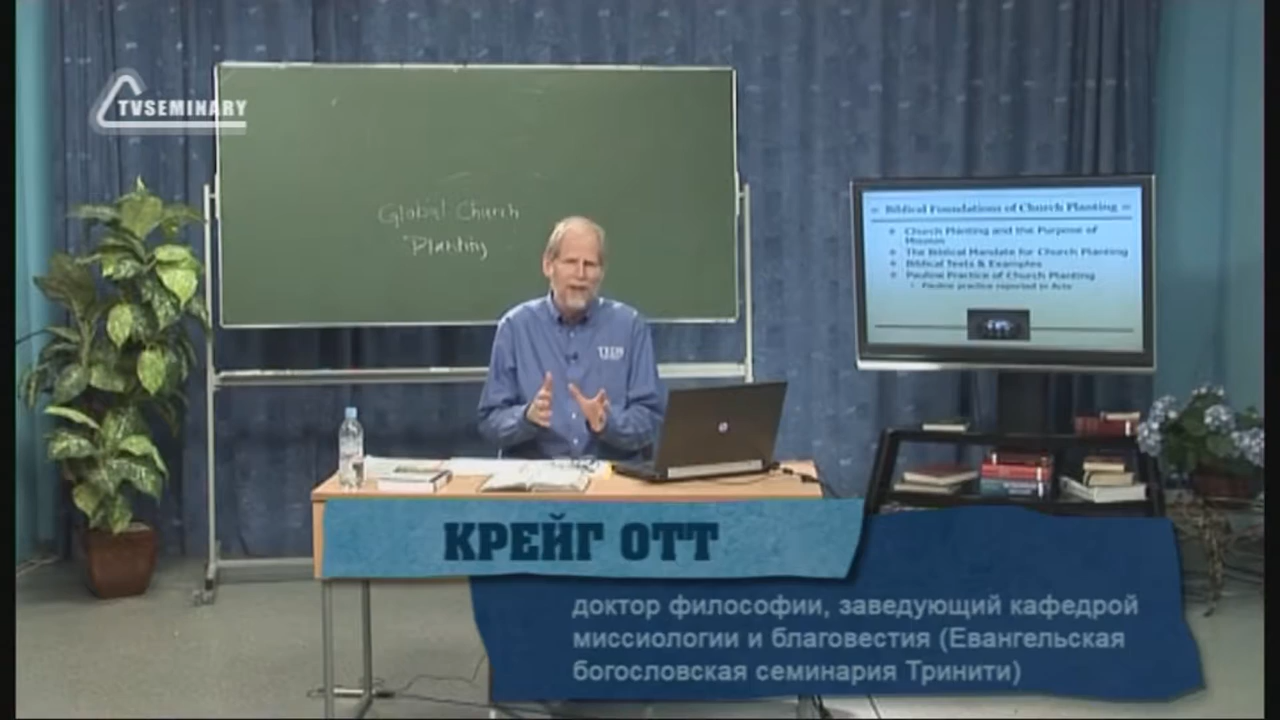 TVSEMINARY
Global Church
Planting
Biblical Foundations of Church Planting
Church Planting and the Purpose of
Mission
The Biblical Mandate for Church Planting
Biblical Texts & Examples
Pauline Practice of Church Planting
Pauline practice reported in Acts
КРЕЙГ ОТТ
доктор философии, заведующий кафедрой
миссиологии и благовестия (Евангельская
богословская семинария Тринити)